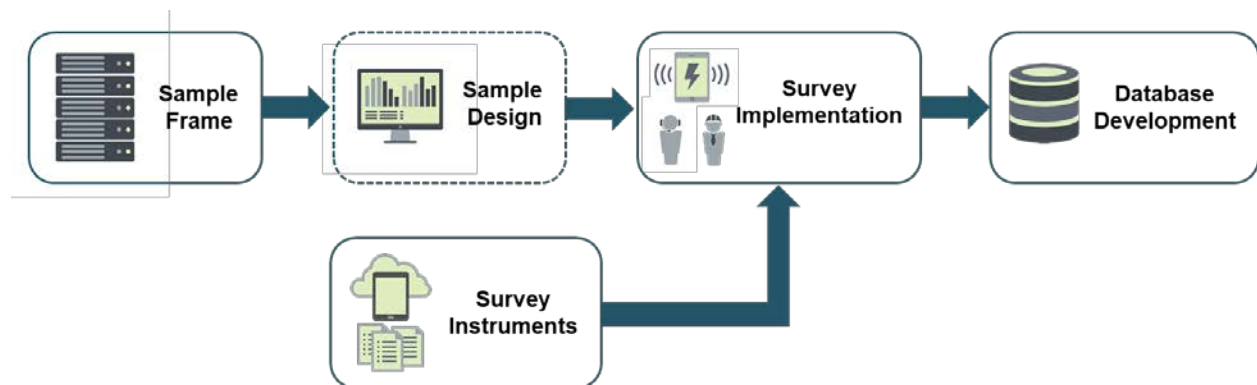 Sample
Frame
Sample
Design
Survey
Implementation
Database
Development
Survey
Instruments